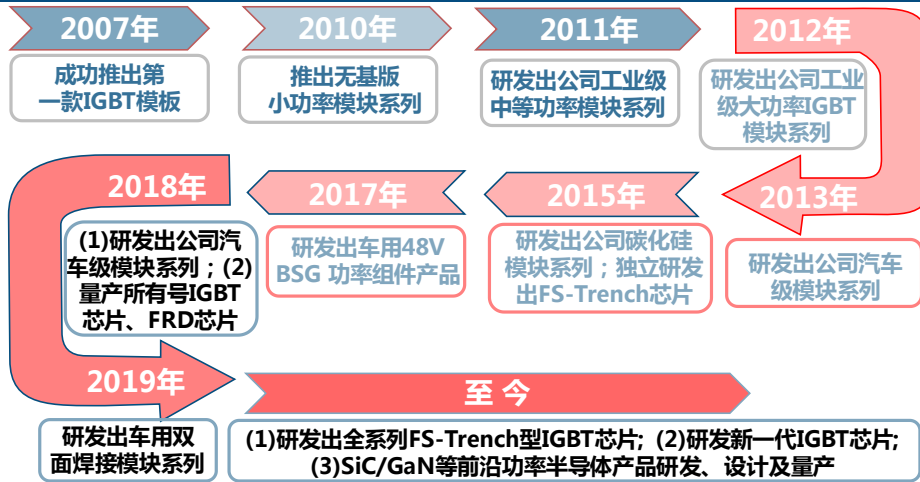 2007年
成功推出第
一款IGBT模板
2010年
推出无基版
小功率模块系列
2011年
研发出公司工业级
中等功率模块系列
2012年
研发出公司工业
级大功率IGBT
模块系列
2013年
研发出公司汽车
级模块系列
2015年
研发出公司碳化硅
模块系列；独立研发
出FS-Trench芯片
2017年
研发出车用48V
BSG 功率组件产品
2018年
(1)研发出公司汽
车级模块系列；(2)
量产所有号IGBT
芯片、FRD芯片
2019年
研发出车用双
面焊接模块系列
至 今
(1)研发出全系列FS-Trench型IGBT芯片; (2)研发新一代IGBT芯片;
(3)SiC/GaN等前沿功率半导体产品研发、设计及量产